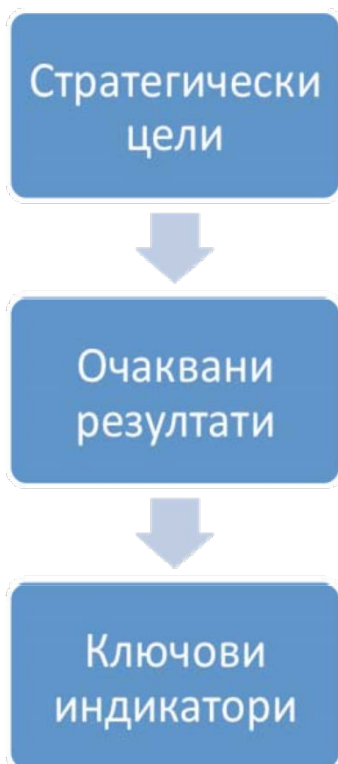 Стратегически
цели
Очаквани
резултати
Ключови
индикатори